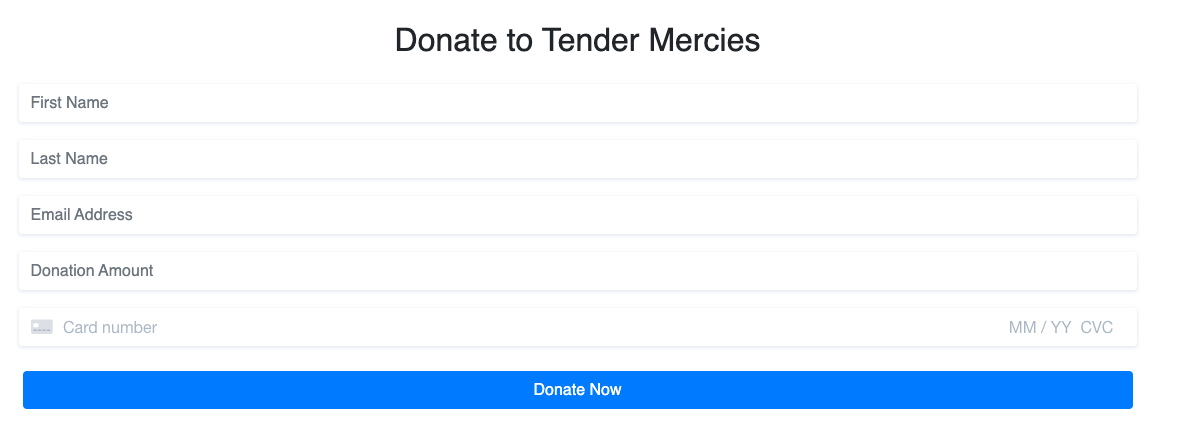 Donate to Tender Mercies
First Name
Last Name
Email Address
Donation Amount
Card number MM / YY CVC
Donate Now